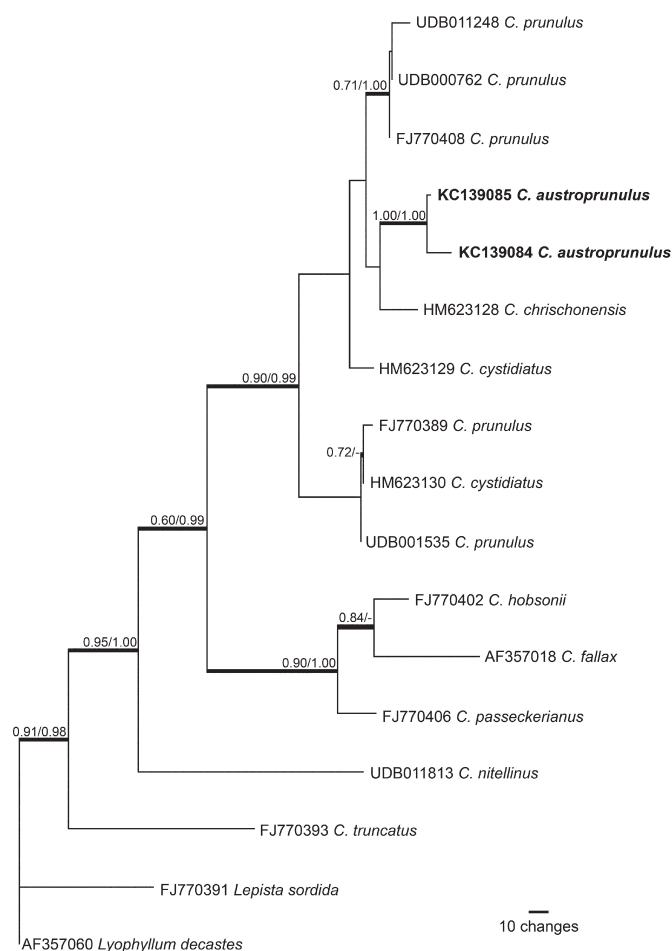 UDB011248 C. prunulus
UDB000762 C. prunulus
0.71/1.00
FJ770408 C. prunulus
KC139085 C. austroprunulus
1.00/1.00
KC139084 C. austroprunulus
HM623128 C. chrischonensis
HM623129 C. cystidiatus
0.90/0.99
FJ770389 C. prunulus
0.72/-
HM623130 C. cystidiatus
0.60/0.99
UDB001535 C. prunulus
FJ770402 C. hobsonii
0.84/-
0.95/1.00
AF357018 C. fallax
0.90/1.00
FJ770406 C. passeckerianus
0.91/0.98
UDB011813 C. nitellinus
FJ770393 C. truncatus
FJ770391 Lepista sordida
10 changes
AF357060 Lyophyllum decastes